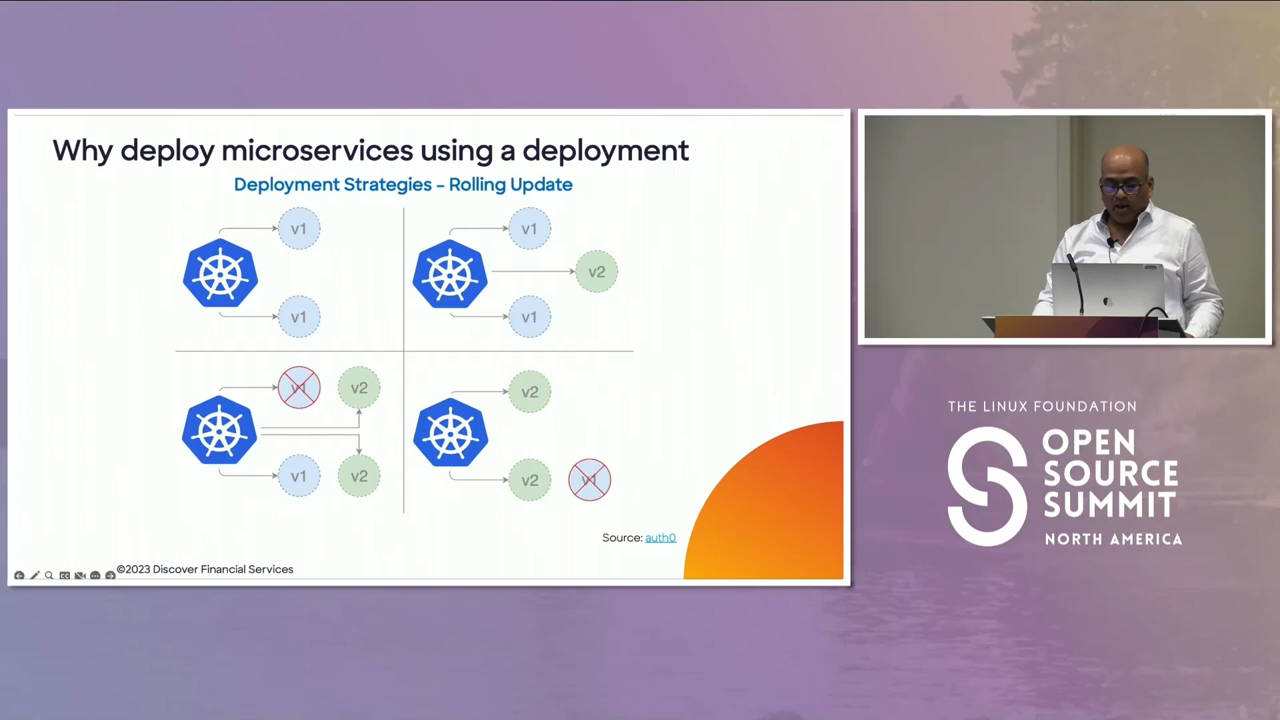 Why deploy microservices using a deployment
Deployment Strategies – Rolling Update
v1
v1
v1
v2
v1
v1
v2
v1
v2
v2
v2
v1
Source: auth0
©2023 Discover Financial Services
THE LINUX FOUNDATION
OPEN
SOURCE
SUMMIT
NORTH AMERICA